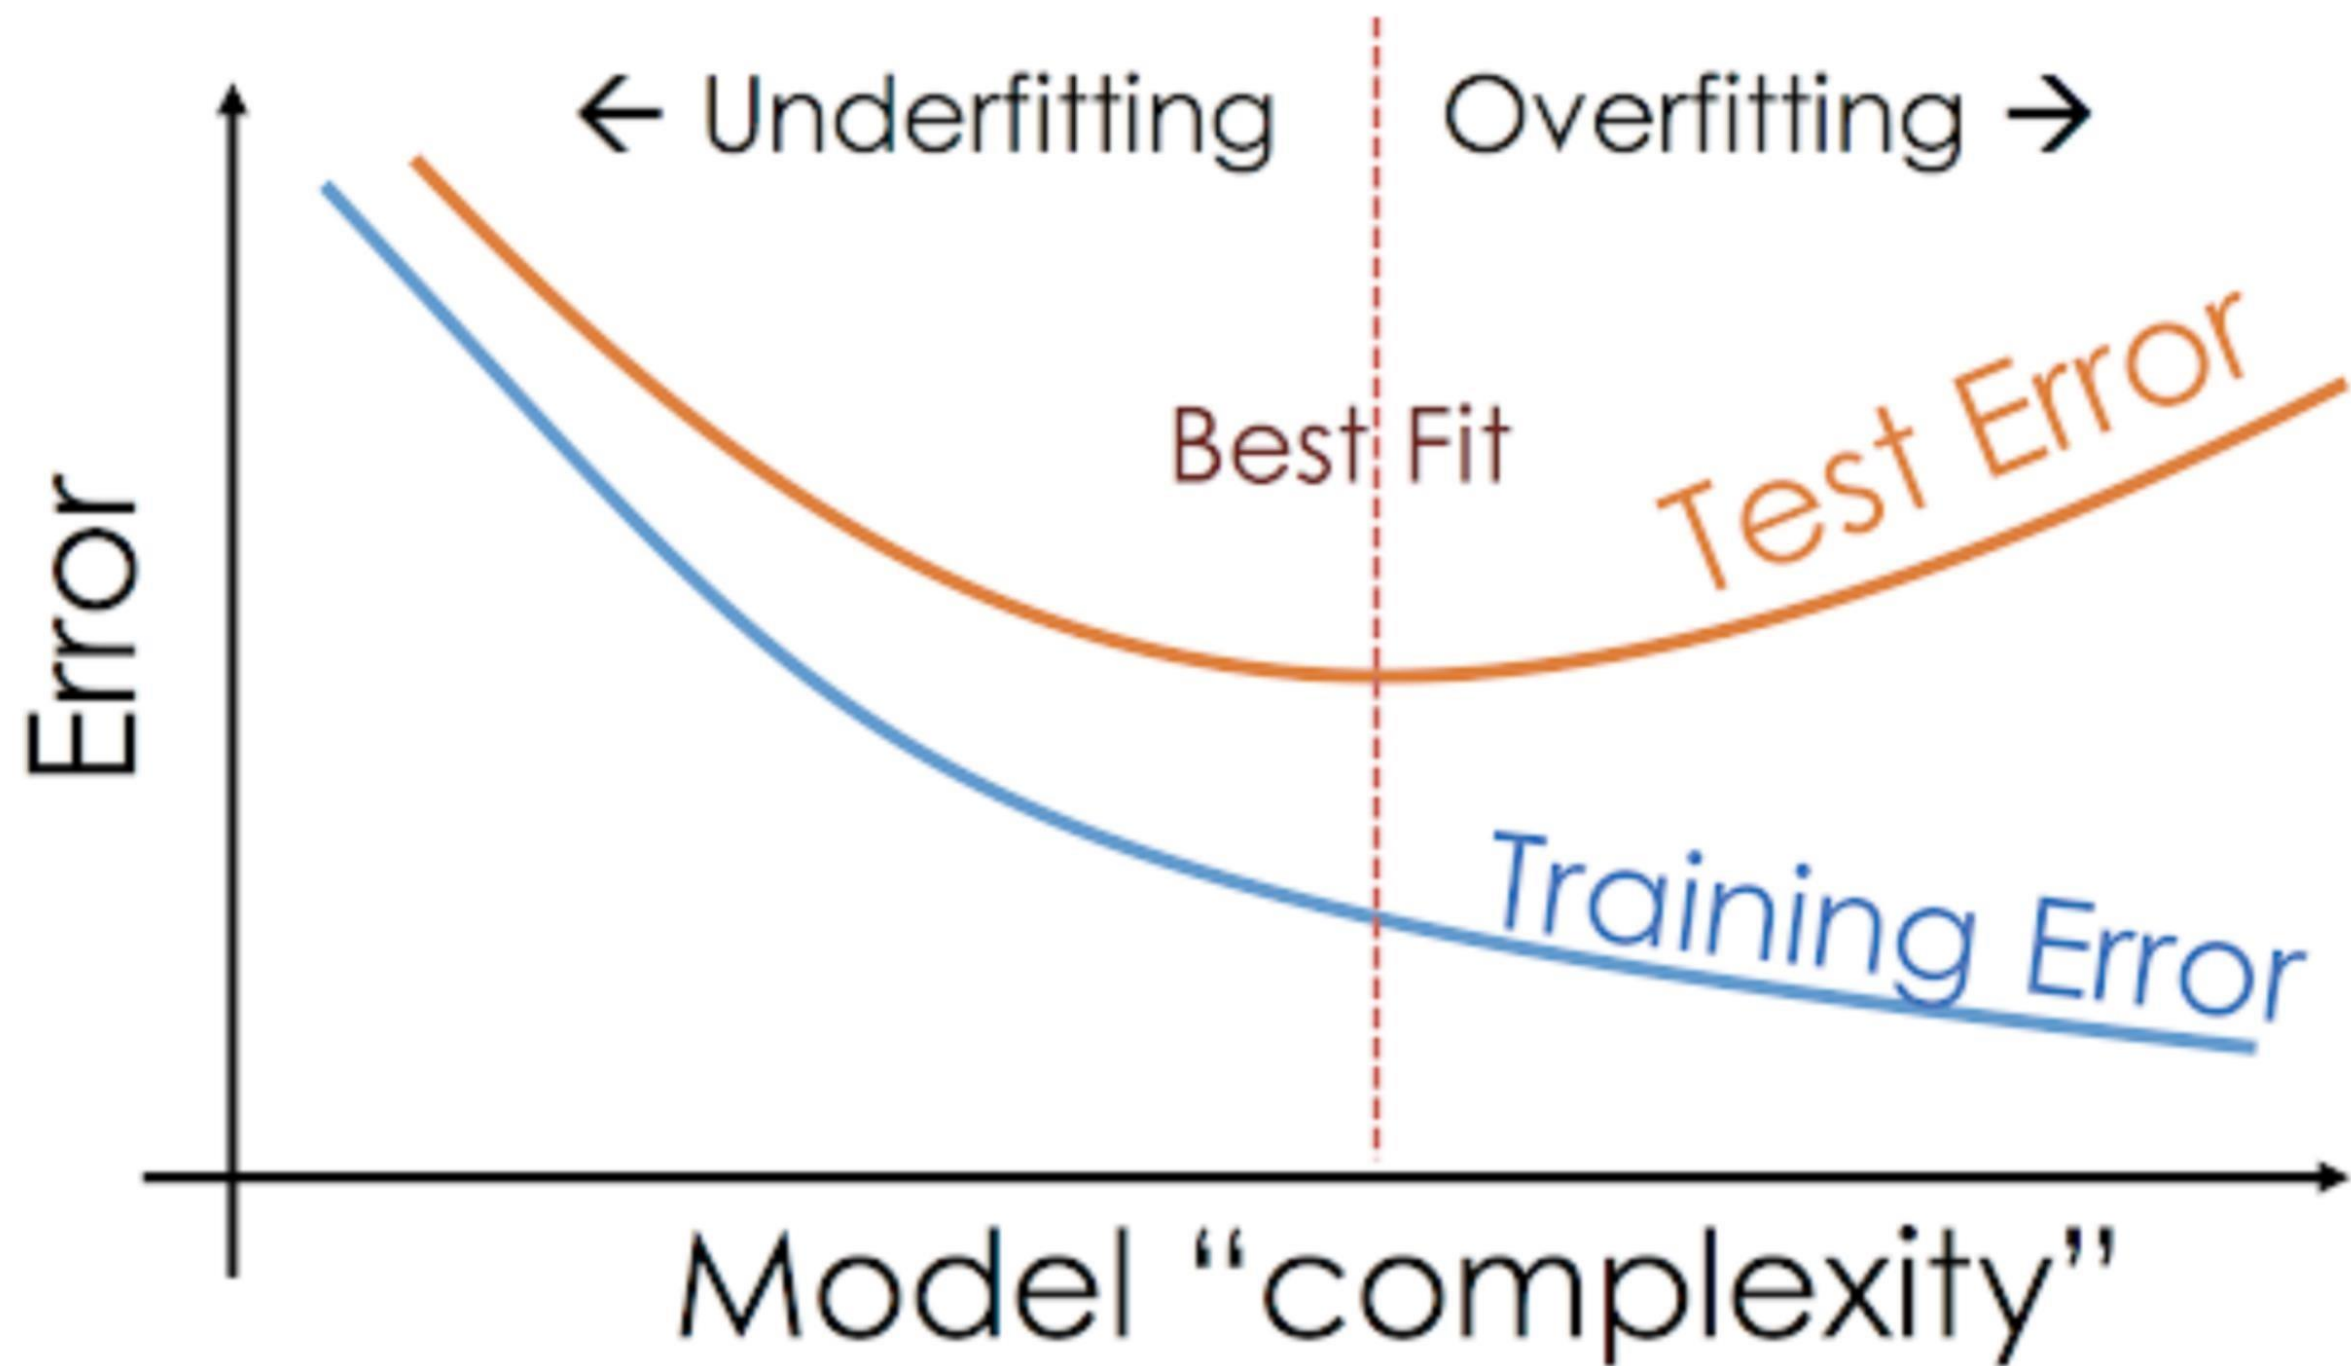 ← Underfitting
Overfitting →
Best Fit
Test Error
Training Error
Error
Model “complexity”